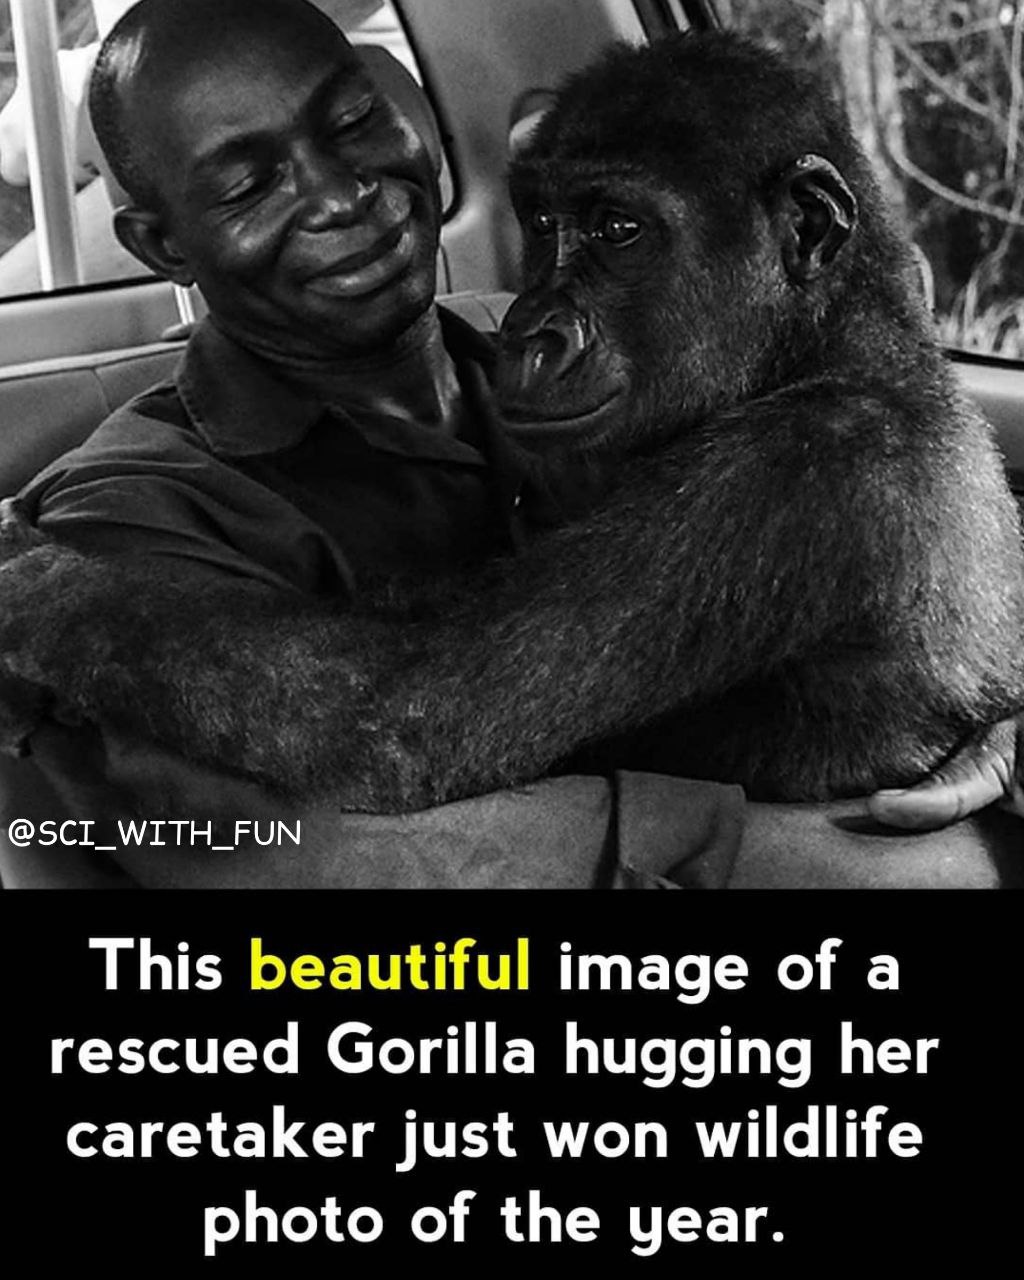 @SCI_WITH_FUN
This beautiful image of a
rescued Gorilla hugging her
caretaker just won wildlife
photo of the year.